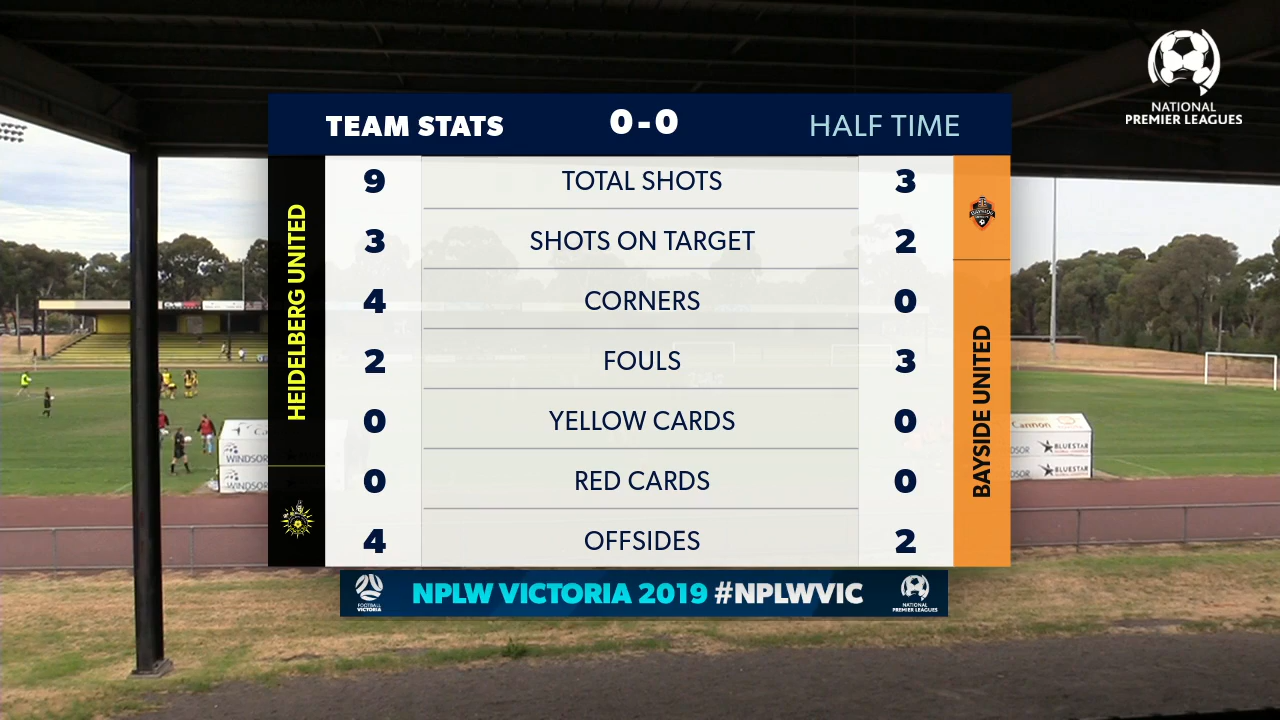 NATIONAL
PREMIER LEAGUES
TEAM STATS 0-0 HALF TIME
HEIDELBERG UNITED
BAYSIDE UNITED
9 TOTAL SHOTS 3
3 SHOTS ON TARGET 2
4 CORNERS 0
2 FOULS 3
0 YELLOW CARDS 0
0 RED CARDS 0
4 OFFSIDES 2
FOOTBALL
VICTORIA
NPLW VICTORIA 2019 #NPLWVIC
NATIONAL
PREMIER LEAGUES
WINDSOR
WINDSOR
Cannon
BLUESTAR
BLUESTAR